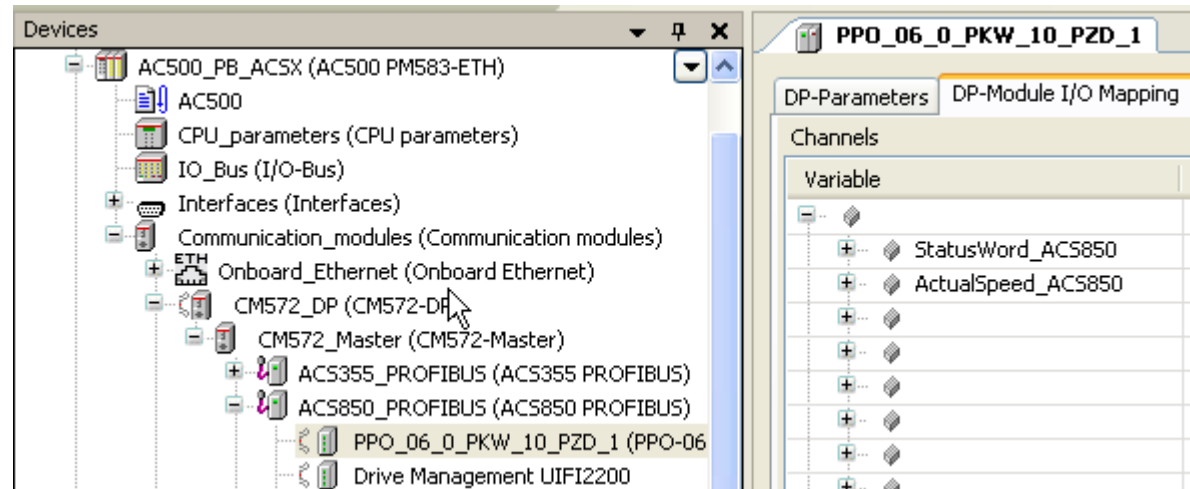 Devices
AC500_PB_ACSX (AC500 PM583-ETH)
AC500
CPU_parameters (CPU parameters)
IO_Bus (I/O-Bus)
Interfaces (Interfaces)
Communication_modules (Communication modules)
ETH
Onboard_Ethernet (Onboard Ethernet)
CM572_DP (CM572-DP
CM572_Master (CM572-Master)
ACS355_PROFIBUS (ACS355 PROFIBUS)
ACS850_PROFIBUS (ACS850 PROFIBUS)
PPO_06_0_PKW_10_PZD_1 (PPO-06
Drive Management UIFI2200
PPO_06_0_PKW_10_PZD_1
DP-Parameters
DP-Module I/O Mapping
Channels
Variable
StatusWord_ACS850
ActualSpeed_ACS850